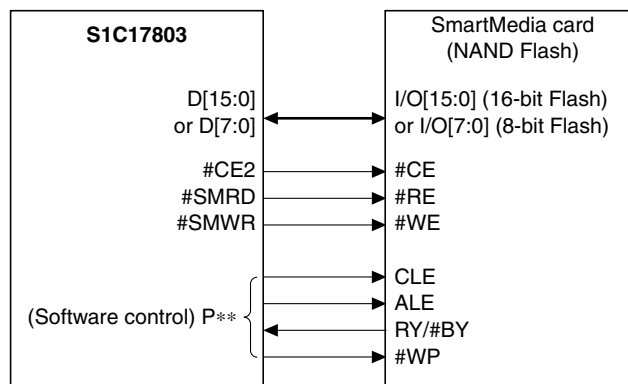 S1C17803
SmartMedia card
(NAND Flash)
D[15:0]
or D[7:0]
I/O[15:0] (16-bit Flash)
or I/O[7:0] (8-bit Flash)
#CE2
#CE
#SMRD
#RE
#SMWR
#WE
(Software control) P**
CLE
ALE
RY/#BY
#WP